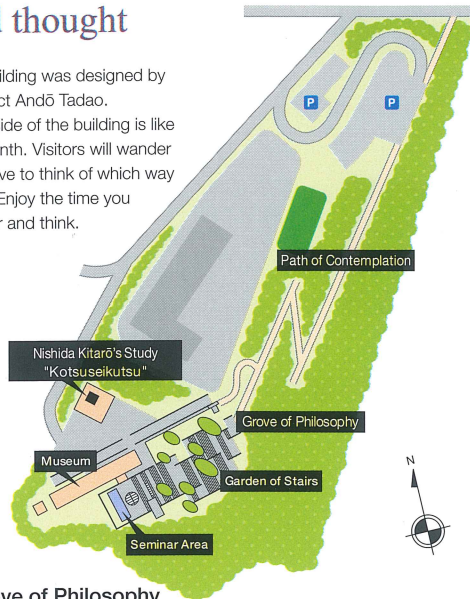 thought
ilding was designed by
ct Andō Tadao.
ide of the building is like
nth. Visitors will wander
ve to think of which way
Enjoy the time you
r and think.
P
P
Path of Contemplation
Nishida Kitarō's Study
"Kotsuseikutsu"
Grove of Philosophy
Museum
Garden of Stairs
N
Seminar Area
ve of Philosophy